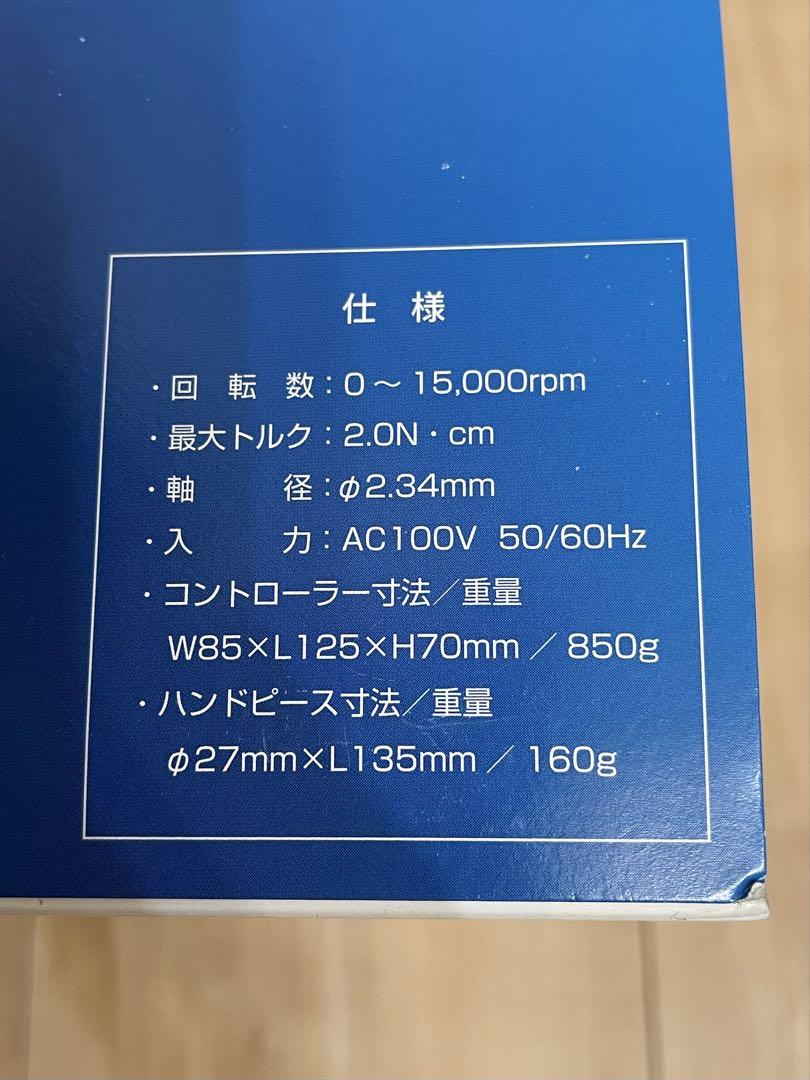 仕 様
・回 転 数：0～15,000rpm
・最大トルク：2.0N・cm
・軸 径：φ2.34mm
・入 力：AC100V 50/60Hz
・コントローラー寸法／重量
W85×L125×H70mm／850g
・ハンドピース寸法／重量
φ27mm×L135mm／160g